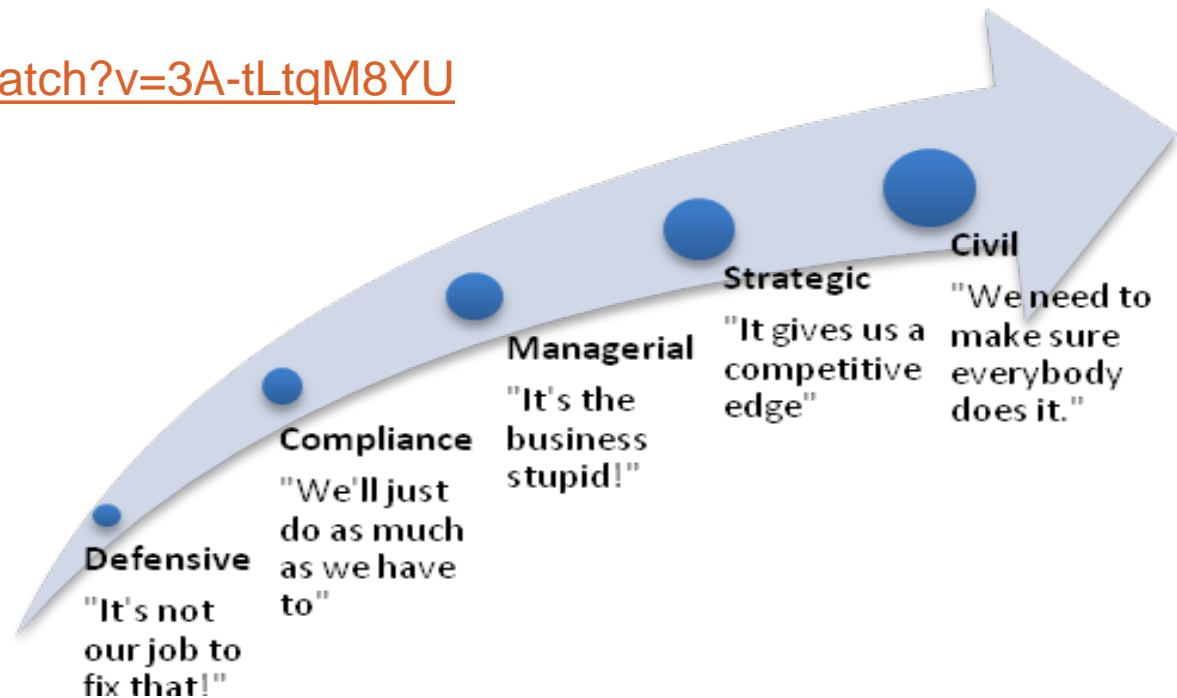 atch?v=3A-tLtqM8YU
Defensive
"It's not
our job to
fix that!"
Compliance
"We'll just
do as much
as we have
to"
Managerial
"It's the
business
stupid!"
Strategic
"It gives us a
competitive
edge"
Civil
"We need to
make sure
everybody
does it."